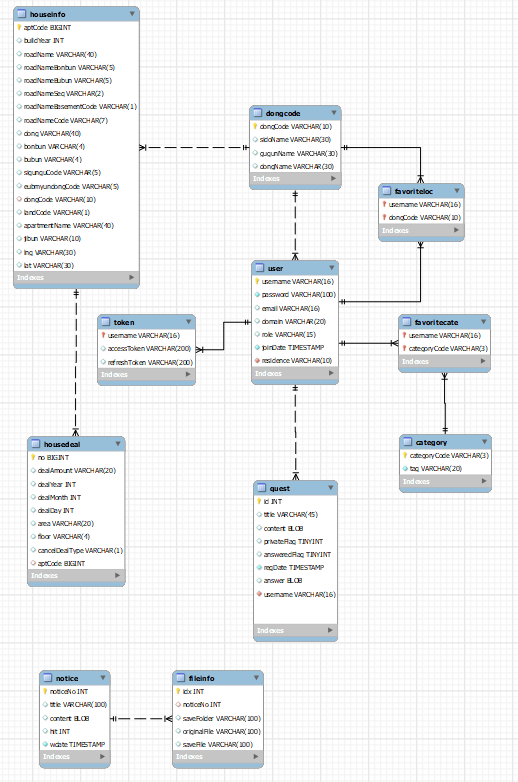 houseinfo
aptCode BIGINT
buildYear INT
roadName VARCHAR(40)
roadNameBonbun VARCHAR(5)
roadNameBubun VARCHAR(5)
roadNameSeq VARCHAR(2)
roadNameBasementCode VARCHAR(1)
roadNameCode VARCHAR(7)
dong VARCHAR(40)
bonbun VARCHAR(4)
bubun VARCHAR(4)
sigunguCode VARCHAR(5)
eubmyundongCode VARCHAR(5)
dongCode VARCHAR(10)
landCode VARCHAR(1)
apartmentName VARCHAR(40)
jibun VARCHAR(10)
lng VARCHAR(30)
lat VARCHAR(30)
Indexes
dongcode
dongCode VARCHAR(10)
sidoName VARCHAR(30)
gugunName VARCHAR(30)
dongName VARCHAR(30)
Indexes
favoriteloc
username VARCHAR(16)
dongCode VARCHAR(10)
Indexes
user
username VARCHAR(16)
password VARCHAR(100)
email VARCHAR(16)
domain VARCHAR(20)
role VARCHAR(15)
joinDate TIMESTAMP
residence VARCHAR(10)
Indexes
token
username VARCHAR(16)
accessToken VARCHAR(200)
refreshToken VARCHAR(200)
Indexes
favoritecate
username VARCHAR(16)
categoryCode VARCHAR(3)
Indexes
category
categoryCode VARCHAR(3)
tag VARCHAR(20)
Indexes
housedeal
no BIGINT
dealAmount VARCHAR(20)
dealYear INT
dealMonth INT
dealDay INT
area VARCHAR(20)
floor VARCHAR(4)
cancelDealType VARCHAR(1)
aptCode BIGINT
Indexes
quest
id INT
title VARCHAR(45)
content BLOB
privateFlag TINYINT
answeredFlag TINYINT
regDate TIMESTAMP
answer BLOB
username VARCHAR(16)
Indexes
notice
noticeNo INT
title VARCHAR(100)
content BLOB
hit INT
wdate TIMESTAMP
Indexes
fileinfo
idx INT
noticeNo INT
saveFolder VARCHAR(100)
originalFile VARCHAR(100)
saveFile VARCHAR(100)
Indexes